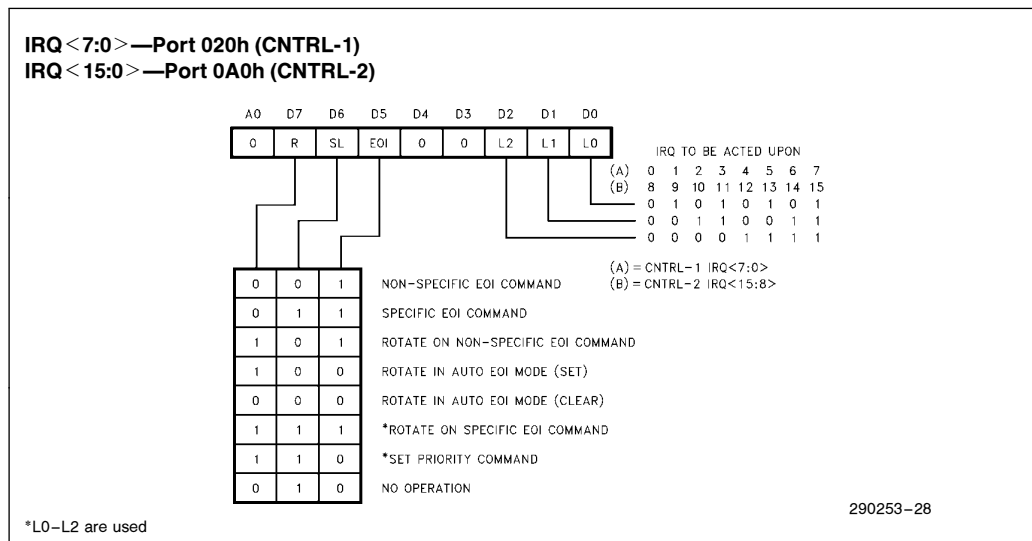 IRQ<7:0>—Port 020h (CNTRL-1)
IRQ<15:0>—Port 0A0h (CNTRL-2)
A0 D7 D6 D5 D4 D3 D2 D1 D0
0 R SL EOI 0 0 L2 L1 L0
IRQ TO BE ACTED UPON
(A) 0 1 2 3 4 5 6 7
(B) 8 9 10 11 12 13 14 15
0 1 0 1 0 1 0 1
0 0 1 1 0 0 1 1
0 0 0 0 1 1 1 1
(A) = CNTRL-1 IRQ<7:0>
(B) = CNTRL-2 IRQ<15:8>
0 0 1 NON-SPECIFIC EOI COMMAND
0 1 1 SPECIFIC EOI COMMAND
1 0 1 ROTATE ON NON-SPECIFIC EOI COMMAND
1 0 0 ROTATE IN AUTO EOI MODE (SET)
0 0 0 ROTATE IN AUTO EOI MODE (CLEAR)
1 1 1 *ROTATE ON SPECIFIC EOI COMMAND
1 1 0 *SET PRIORITY COMMAND
0 1 0 NO OPERATION
290253-28
*L0-L2 are used